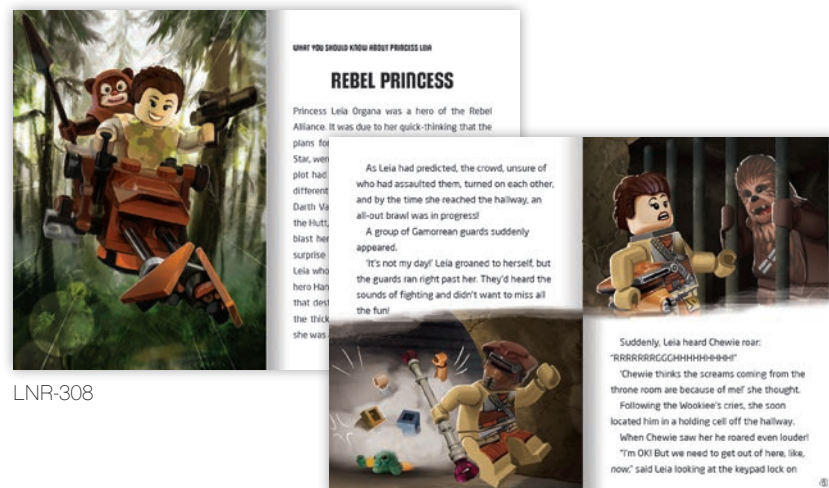 WHAT YOU SHOULD KNOW ABOUT PRINCESS LEIA
REBEL PRINCESS
Princess Leia Organa was a hero of the Rebel
Alliance. It was due to her quick-thinking that the
plans for
Star, wer
plot had
different
Darth Va
the Hutt,
blast her
surprise
Leia who
hero Han
that dest
the thick
she was
As Leia had predicted, the crowd, unsure of
who had assaulted them, turned on each other,
and by the time she reached the hallway, an
all-out brawl was in progress!
A group of Gamorrean guards suddenly
appeared.
'It's not my day!' Leia groaned to herself, but
the guards ran right past her. They'd heard the
sounds of fighting and didn't want to miss all
the fun!
Suddenly, Leia heard Chewie roar:
"RRRRRRRGGGHHHHHHHHH!"
'Chewie thinks the screams coming from the
throne room are because of me!' she thought.
Following the Wookiee's cries, she soon
located him in a holding cell off the hallway.
When Chewie saw her he roared even louder!
"I'm OK! But we need to get out of here, like,
now," said Leia looking at the keypad lock on
LNR-308